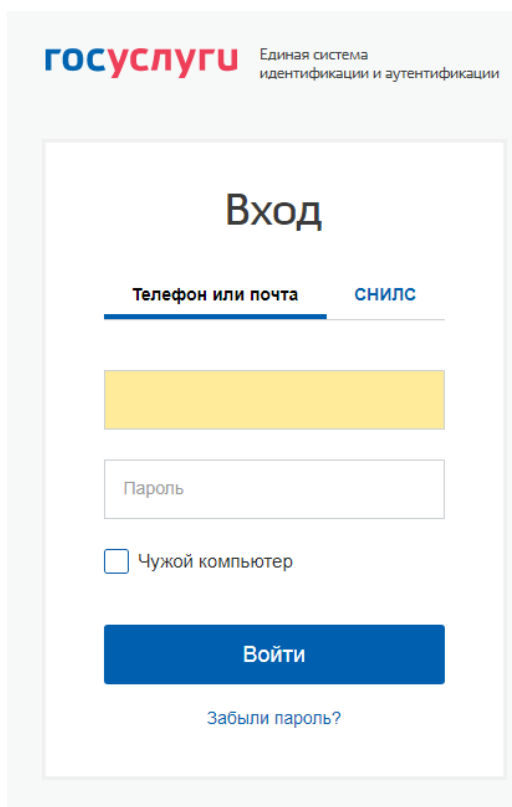 госуслуги
Единая система
идентификации и аутентификации
Вход
Телефон или почта СНИЛС
Пароль
Чужой компьютер
Войти
Забыли пароль?